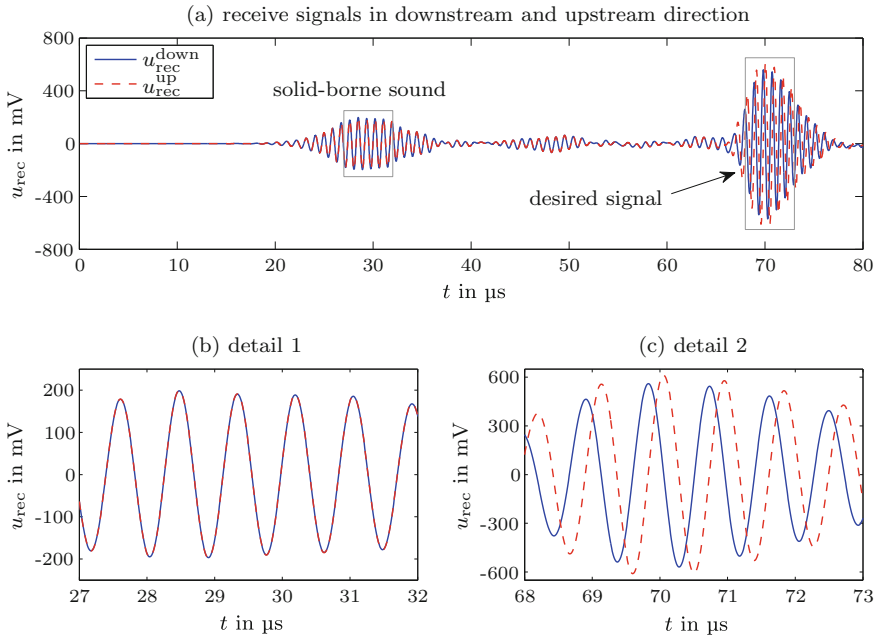 (a) receive signals in downstream and upstream direction
800
400
0
-400
-800
u_rec in mV
u_rec^down
u_rec^up
solid-borne sound
desired signal
0 10 20 30 40 50 60 70 80
t in µs
(b) detail 1
200
100
0
-100
-200
u_rec in mV
27 28 29 30 31 32
t in µs
(c) detail 2
600
300
0
-300
-600
u_rec in mV
68 69 70 71 72 73
t in µs